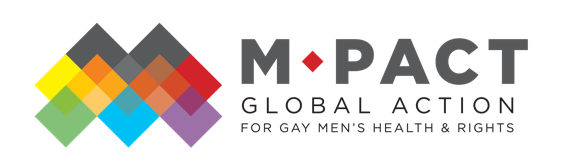 M◆PACT
GLOBAL ACTION
FOR GAY MEN'S HEALTH & RIGHTS